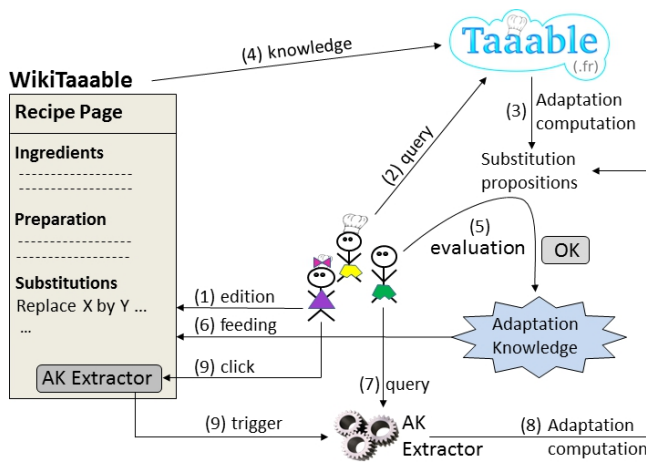 Taaable
(.fr)
(4) knowledge
WikiTaaable
Recipe Page
Ingredients
Preparation
Substitutions
Replace X by Y ...
...
AK Extractor
(2) query
(3) Adaptation
computation
Substitution
propositions
(5)
evaluation
OK
(1) edition
(6) feeding
Adaptation
Knowledge
(9) click
(7) query
(9) trigger
AK
Extractor
(8) Adaptation
computation